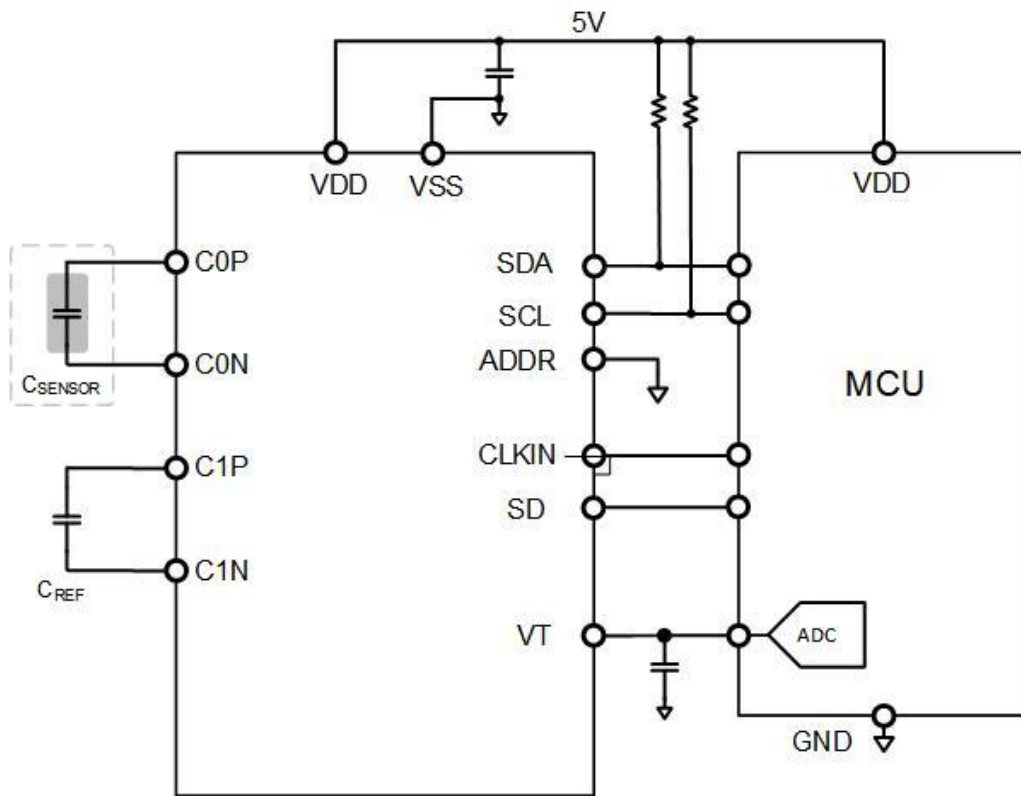 5V
VDD
VSS
VDD
C0P
SDA
SCL
C0N
ADDR
CSENSOR
MCU
C1P
CLKIN
SD
C1N
CREF
VT
ADC
GND